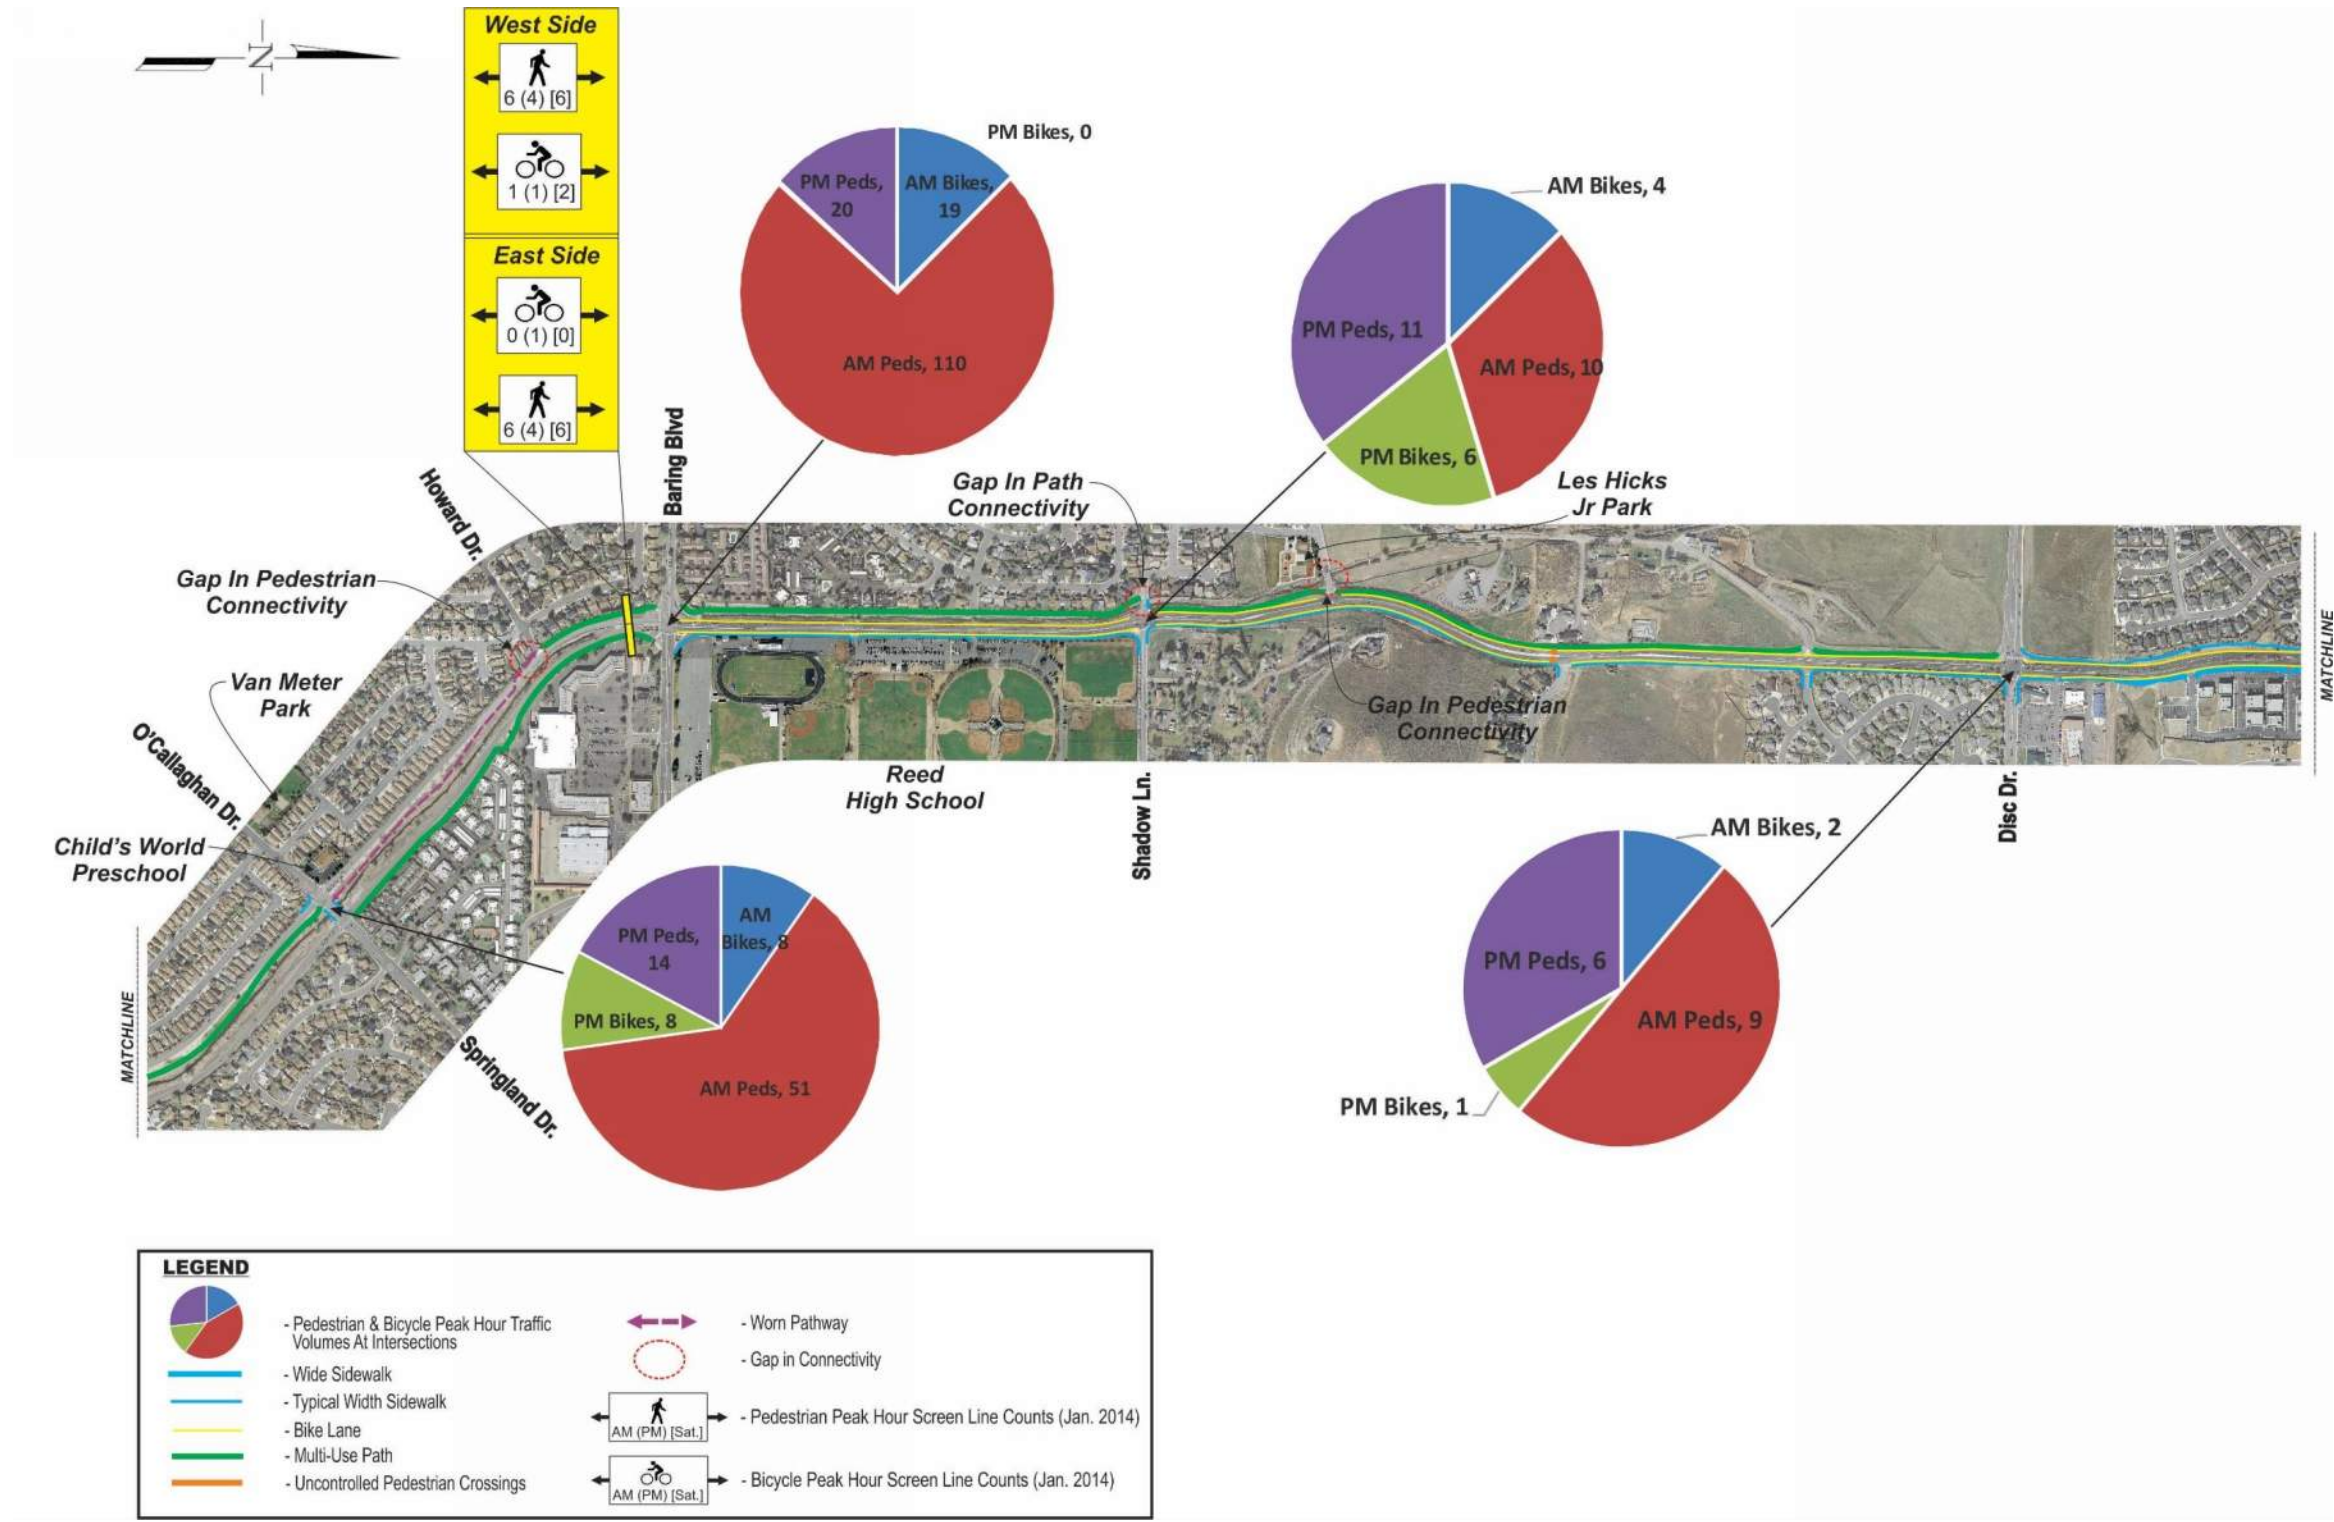 N
West Side
6 (4) [6]
1 (1) [2]
East Side
0 (1) [0]
6 (4) [6]
PM Bikes, 0
PM Peds,
20
AM Bikes,
19
AM Peds, 110
AM Bikes, 4
PM Peds, 11
AM Peds, 10
PM Bikes, 6
Howard Dr.
Baring Blvd
Gap In Path
Connectivity
Les Hicks
Jr Park
Gap In Pedestrian
Connectivity
Van Meter
Park
O'Callaghan Dr.
Child's World
Preschool
Gap In Pedestrian
Connectivity
Reed
High School
Shadow Ln.
Disc Dr.
MATCHLINE
MATCHLINE
Springland Dr.
AM
Bikes, 8
PM Peds,
14
PM Bikes, 8
AM Peds, 51
AM Bikes, 2
PM Peds, 6
AM Peds, 9
PM Bikes, 1
LEGEND
- Pedestrian & Bicycle Peak Hour Traffic
Volumes At Intersections
- Wide Sidewalk
- Typical Width Sidewalk
- Bike Lane
- Multi-Use Path
- Uncontrolled Pedestrian Crossings
- Worn Pathway
- Gap in Connectivity
AM (PM) [Sat.]
- Pedestrian Peak Hour Screen Line Counts (Jan. 2014)
AM (PM) [Sat.]
- Bicycle Peak Hour Screen Line Counts (Jan. 2014)